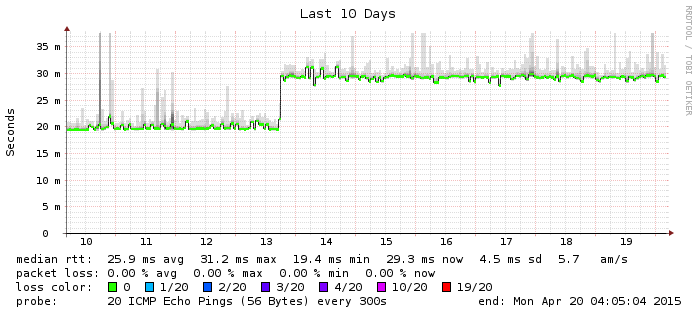 Last 10 Days
RRDTOOL / TOBI OETIKER
Seconds
35 m
30 m
25 m
20 m
15 m
10 m
5 m
0
10 11 12 13 14 15 16 17 18 19
median rtt: 25.9 ms avg 31.2 ms max 19.4 ms min 29.3 ms now 4.5 ms sd 5.7 am/s
packet loss: 0.00 % avg 0.00 % max 0.00 % min 0.00 % now
loss color: 0 1/20 2/20 3/20 4/20 10/20 19/20
probe: 20 ICMP Echo Pings (56 Bytes) every 300s end: Mon Apr 20 04:05:04 2015